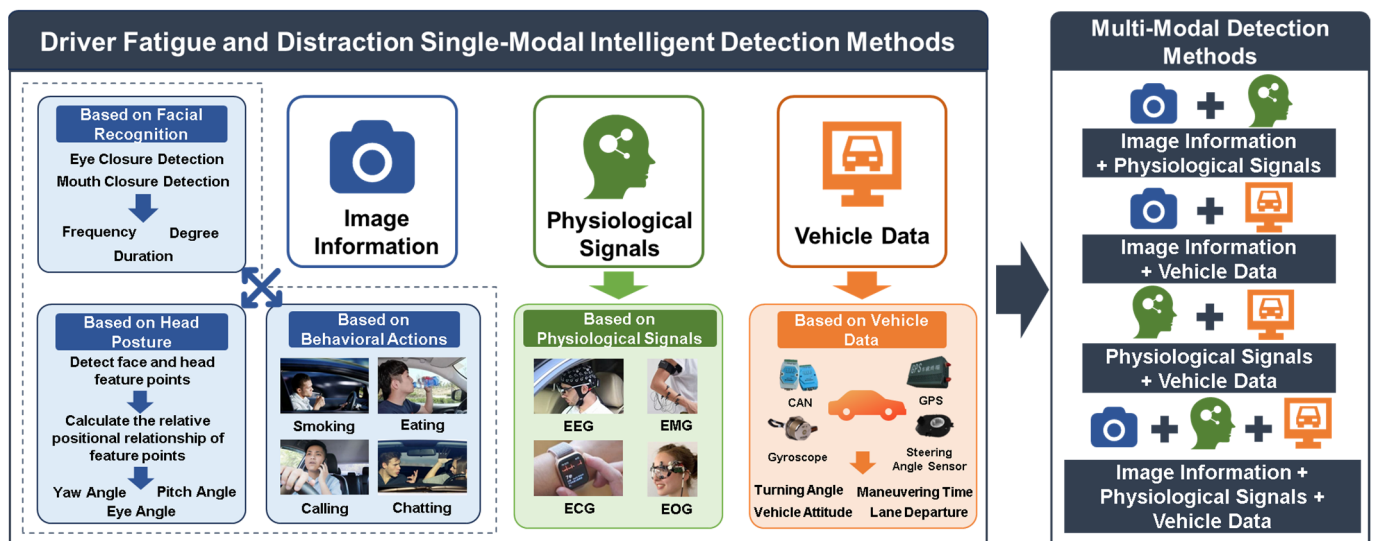 Driver Fatigue and Distraction Single-Modal Intelligent Detection Methods
Based on Facial
Recognition
Eye Closure Detection
Mouth Closure Detection
Frequency
Degree
Duration
Image
Information
Physiological
Signals
Vehicle Data
Based on Head
Posture
Detect face and head
feature points
Calculate the relative
positional relationship of
feature points
Yaw Angle
Pitch Angle
Eye Angle
Based on
Behavioral Actions
Smoking
Eating
Calling
Chatting
Based on
Physiological Signals
EEG
EMG
ECG
EOG
Based on Vehicle
Data
CAN
GPS
Gyroscope
Steering
Angle Sensor
Turning Angle
Maneuvering Time
Vehicle Attitude
Lane Departure
Multi-Modal Detection
Methods
Image Information
+ Physiological Signals
Image Information
+ Vehicle Data
Physiological Signals
+ Vehicle Data
Image Information +
Physiological Signals +
Vehicle Data